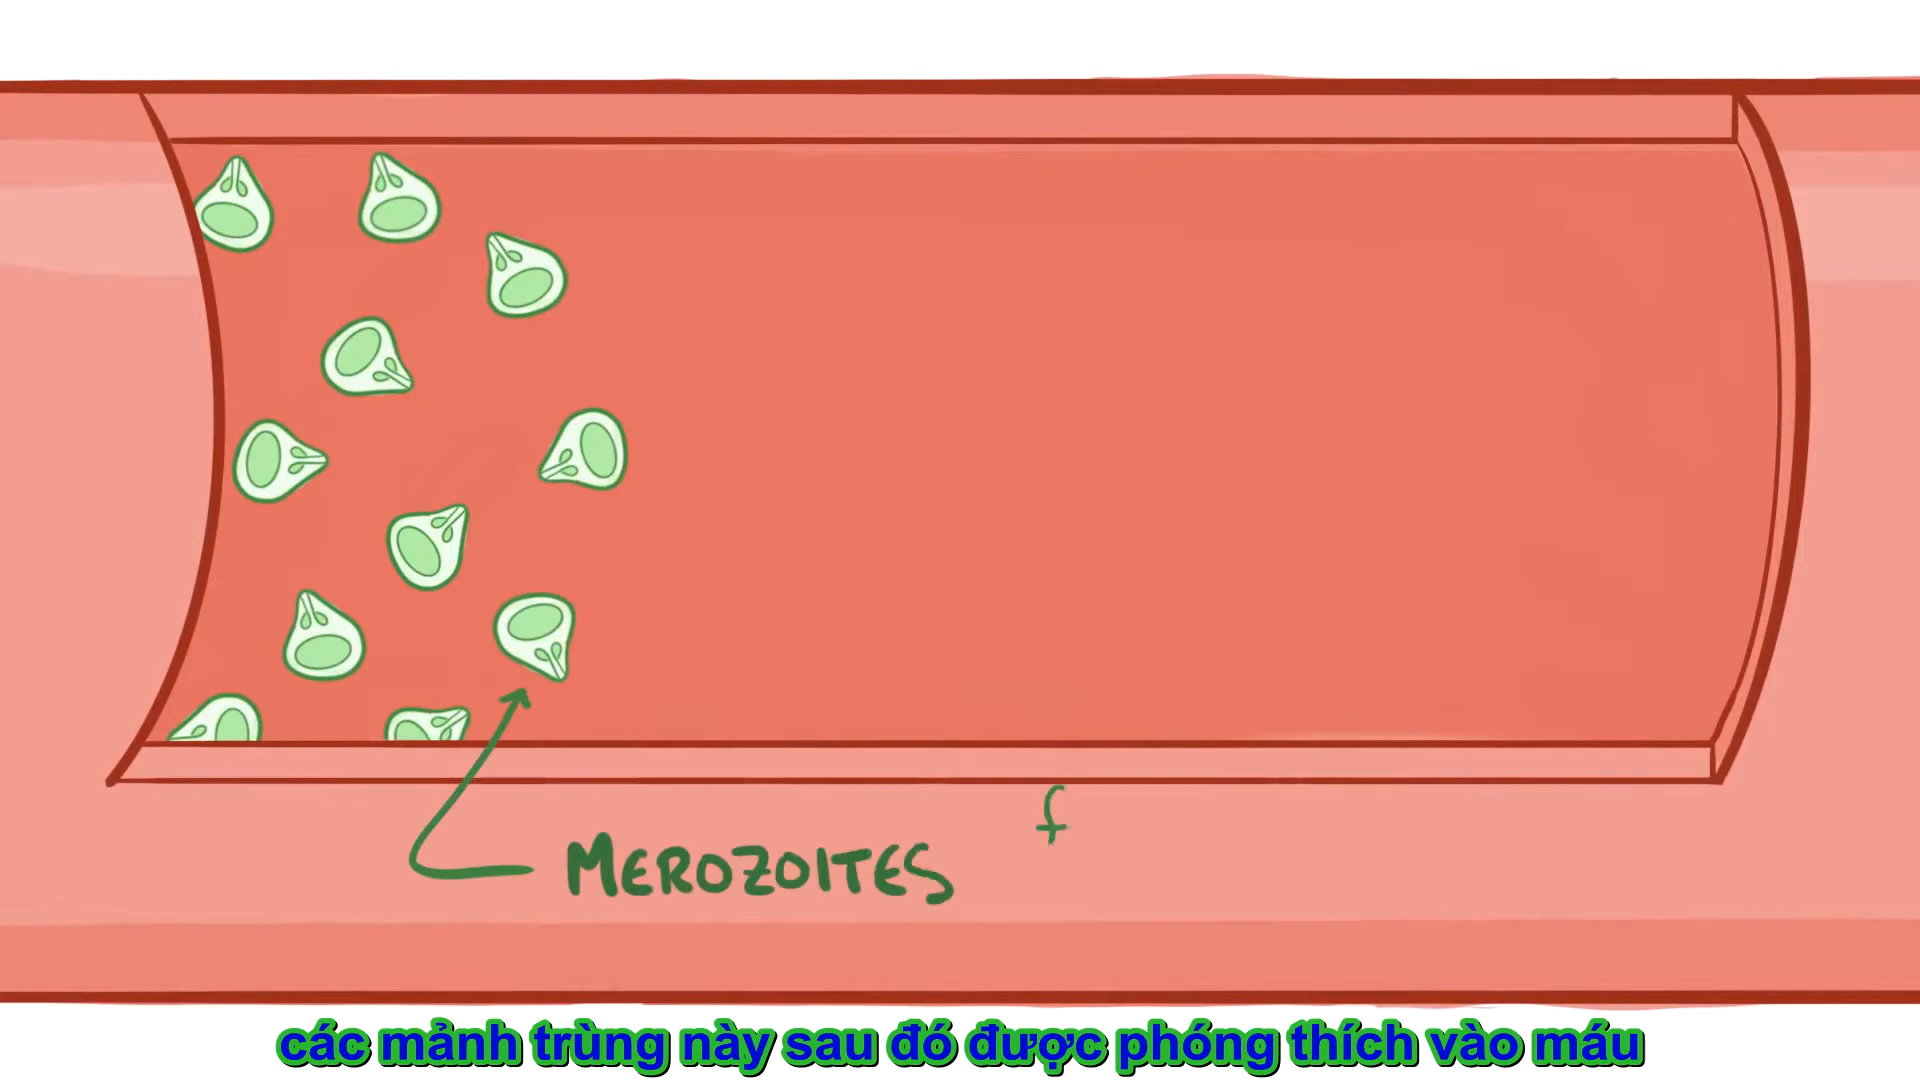 f
MEROZOITES
các mảnh trùng này sau đó được phóng thích vào máu